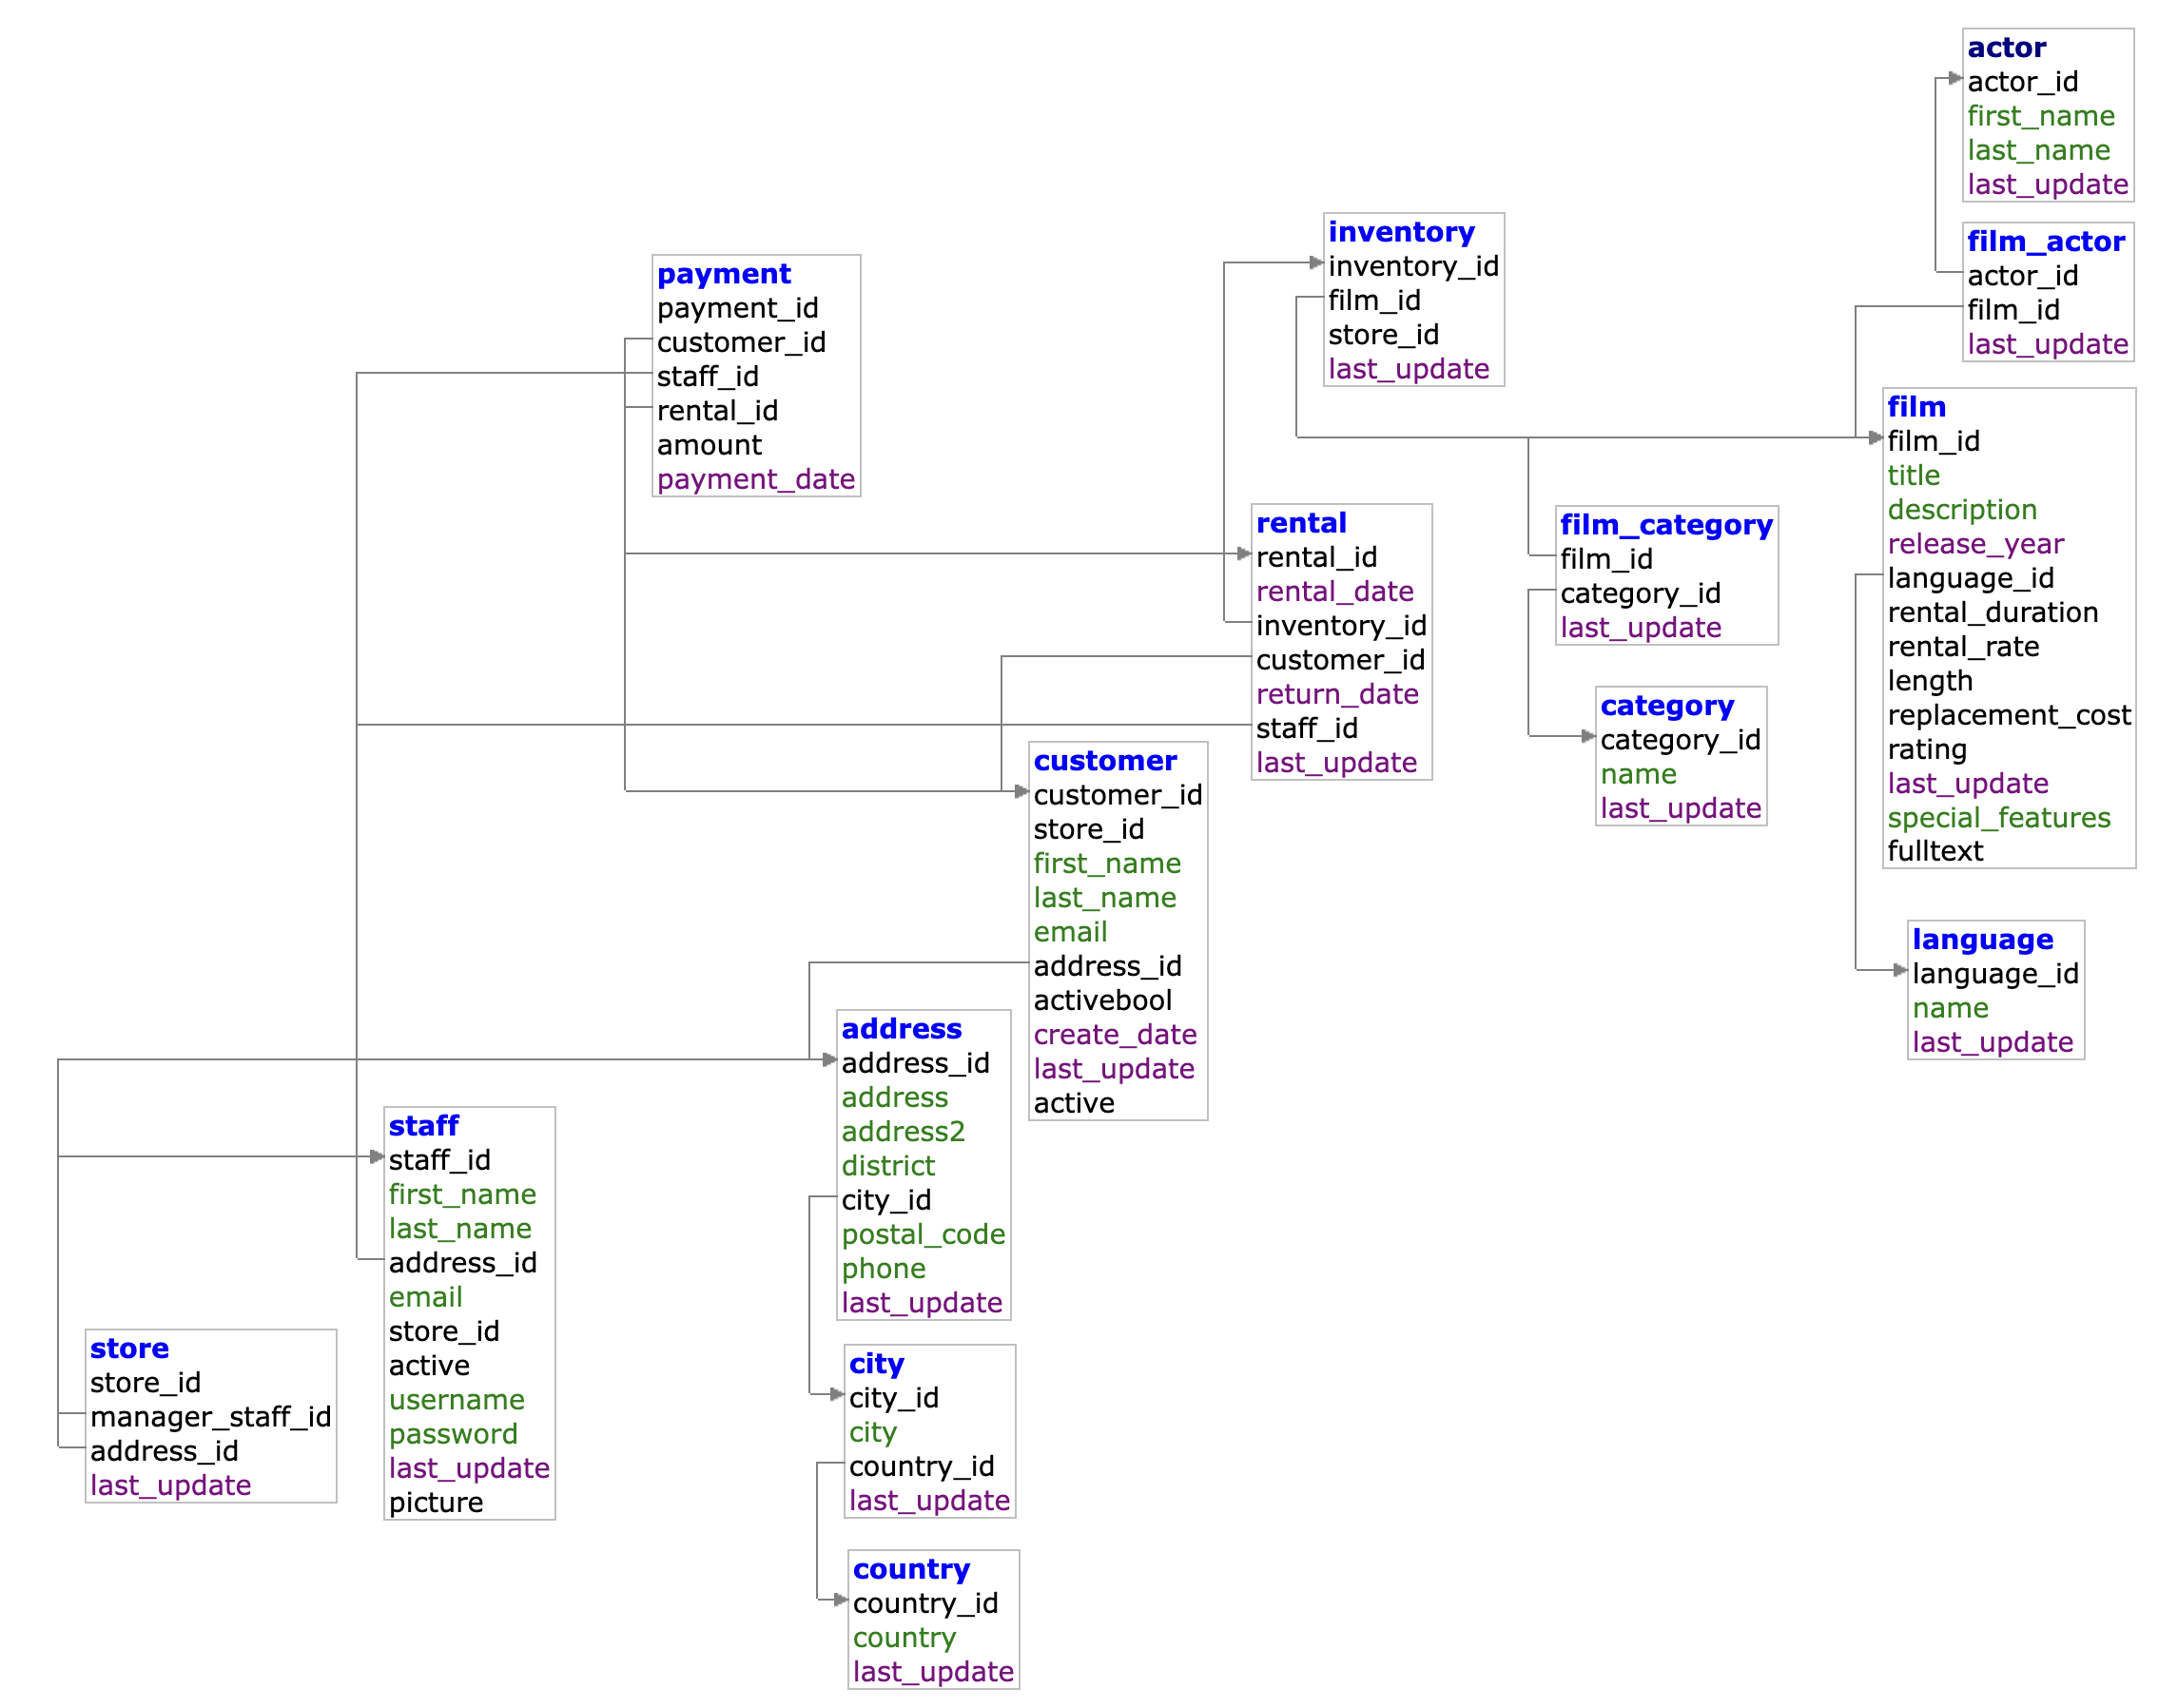 actor
actor_id
first_name
last_name
last_update
film_actor
actor_id
film_id
last_update
inventory
inventory_id
film_id
store_id
last_update
payment
payment_id
customer_id
staff_id
rental_id
amount
payment_date
film
film_id
title
description
release_year
language_id
rental_duration
rental_rate
length
replacement_cost
rating
last_update
special_features
fulltext
rental
rental_id
rental_date
inventory_id
customer_id
return_date
staff_id
last_update
film_category
film_id
category_id
last_update
category
category_id
name
last_update
customer
customer_id
store_id
first_name
last_name
email
address_id
activebool
create_date
last_update
active
language
language_id
name
last_update
address
address_id
address
address2
district
city_id
postal_code
phone
last_update
staff
staff_id
first_name
last_name
address_id
email
store_id
active
username
password
last_update
picture
store
store_id
manager_staff_id
address_id
last_update
city
city_id
city
country_id
last_update
country
country_id
country
last_update